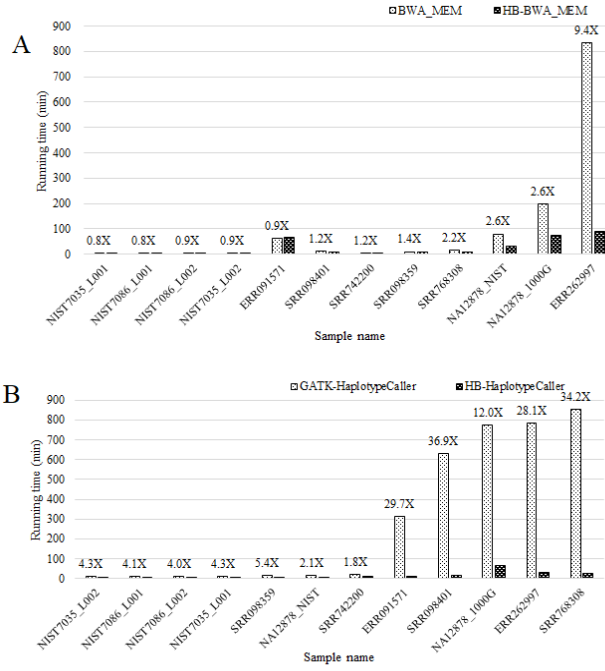 BWA_MEM HB-BWA_MEM
A
900
800
700
600
500
400
300
200
100
0
Running time (min)
0.8X 0.8X 0.9X 0.9X 0.9X 1.2X 1.2X 1.4X 2.2X 2.6X 2.6X 9.4X
NIST7035_L001 NIST7086_L001 NIST7086_L002 NIST7035_L002 ERR091571 SRR098401 SRR742200 SRR098359 SRR768308 NA12878_NIST NA12878_1000G ERR262997
Sample name
B
GATK-HaplotypeCaller HB-HaplotypeCaller
900
800
700
600
500
400
300
200
100
0
Running time (min)
4.3X 4.1X 4.0X 4.3X 5.4X 2.1X 1.8X 29.7X 36.9X 12.0X 28.1X 34.2X
NIST7035_L002 NIST7086_L001 NIST7086_L002 NIST7035_L001 SRR098359 NA12878_NIST SRR742200 ERR091571 SRR098401 NA12878_1000G ERR262997 SRR768308
Sample name